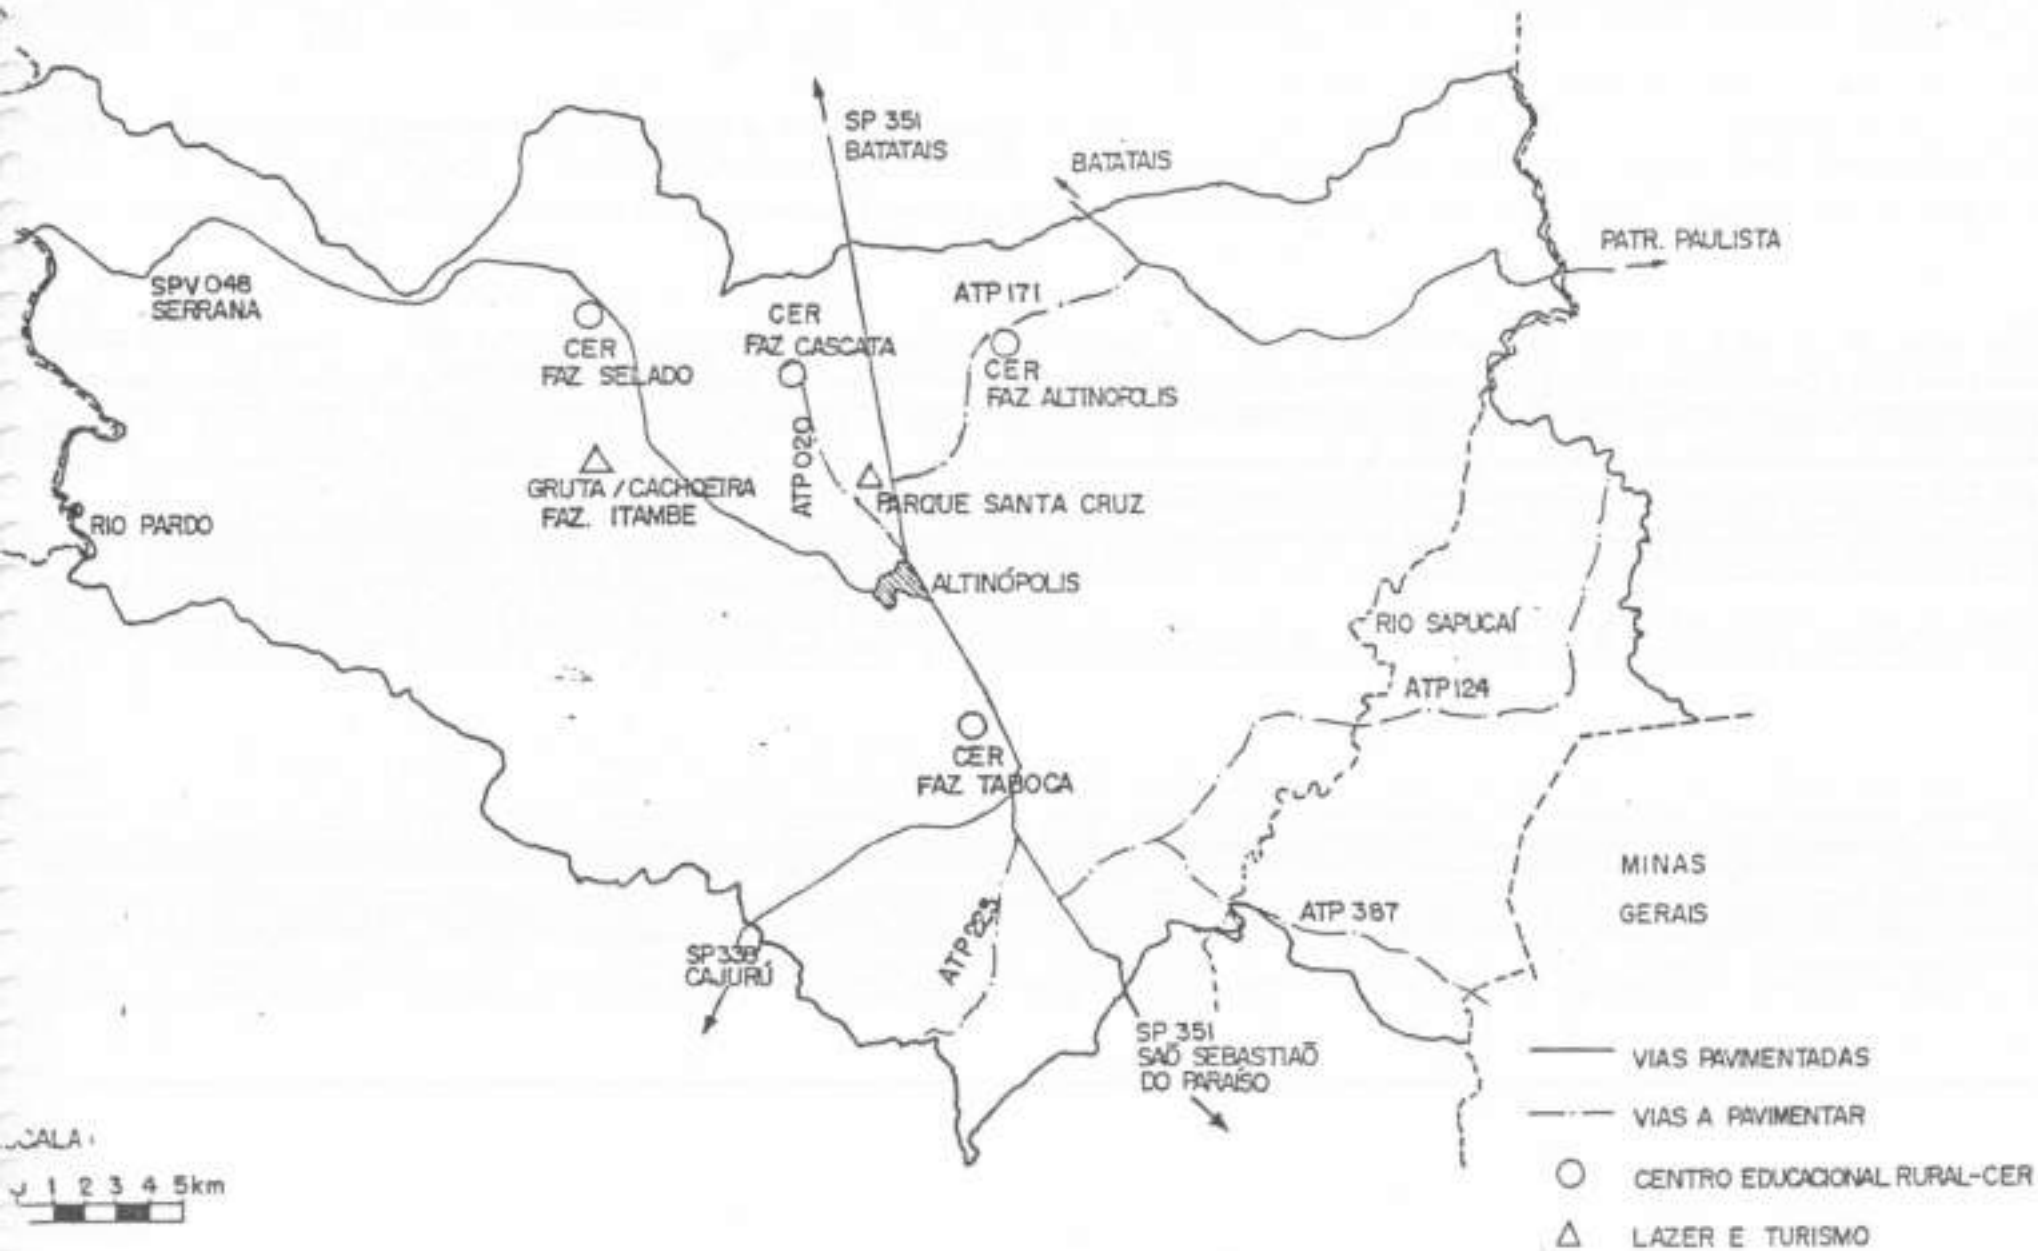 SP 351
BATATAIS
BATATAIS
PATR. PAULISTA
SPV 048
SERRANA
ATP 171
CER
FAZ CASCATA
CER
FAZ SELADO
CER
FAZ ALTINOPOLIS
ATP 020
GRUTA / CACHOEIRA
FAZ. ITAMBE
PARQUE SANTA CRUZ
RIO PARDO
ALTINÓPOLIS
RIO SAPUCAÍ
ATP 124
CER
FAZ TABOCA
MINAS
GERAIS
ATP 387
SP 338
CAJURÚ
SP 351
SAÕ SEBASTIAÕ
DO PARAÍSO
VIAS PAVIMENTADAS
VIAS A PAVIMENTAR
CENTRO EDUCACIONAL RURAL-CER
LAZER E TURISMO
1 2 3 4 5km